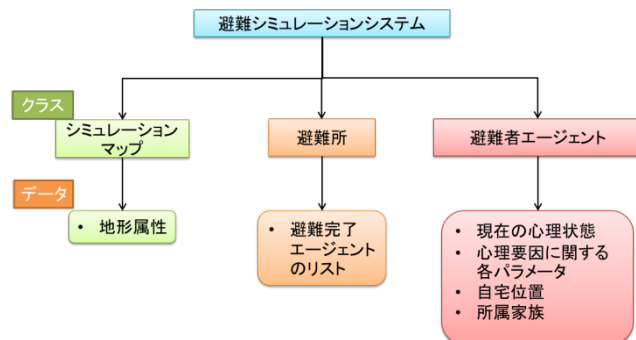 避難シミュレーションシステム
クラス
シミュレーション
マップ
避難所
避難者エージェント
データ
• 地形属性
• 避難完了
エージェント
のリスト
• 現在の心理状態
• 心理要因に関する
各パラメータ
• 自宅位置
• 所属家族